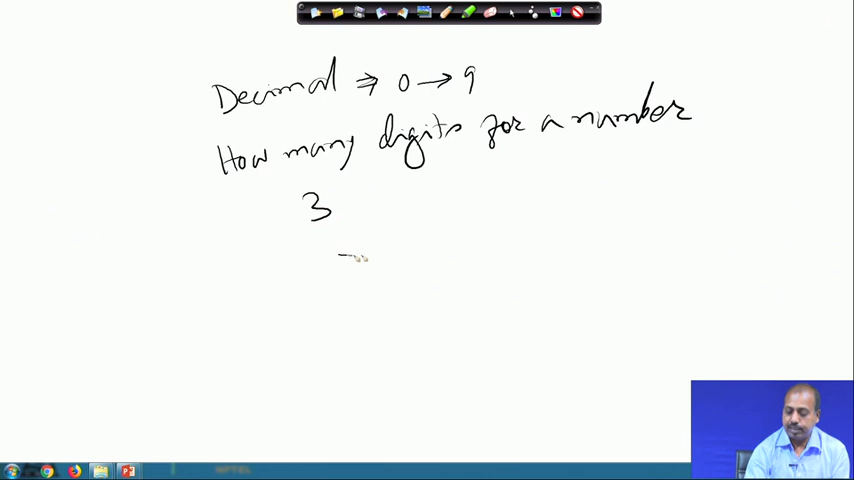 Decimal ⇒ 0 → 9
How many digits for a number
3